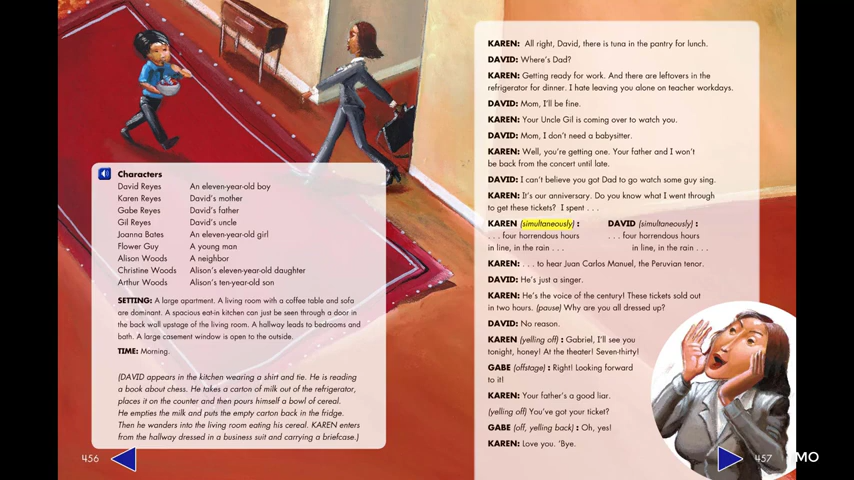 Characters
David Reyes An eleven-year-old boy
Karen Reyes David's mother
Gabe Reyes David's father
Gil Reyes David's uncle
Joanna Bates An eleven-year-old girl
Flower Guy A young man
Alison Woods A neighbor
Christine Woods Alison's eleven-year-old daughter
Arthur Woods Alison's ten-year-old son
SETTING: A large apartment. A living room with a coffee table and sofa
are dominant. A spacious eat-in kitchen can just be seen through a door in
the back wall upstage of the living room. A hallway leads to bedrooms and
bath. A large casement window is open to the outside.
TIME: Morning.
(DAVID appears in the kitchen wearing a shirt and tie. He is reading
a book about chess. He takes a carton of milk out of the refrigerator,
places it on the counter and then pours himself a bowl of cereal.
He empties the milk and puts the empty carton back in the fridge.
Then he wanders into the living room eating his cereal. KAREN enters
from the hallway dressed in a business suit and carrying a briefcase.)
456
KAREN: All right, David, there is tuna in the pantry for lunch.
DAVID: Where's Dad?
KAREN: Getting ready for work. And there are leftovers in the
refrigerator for dinner. I hate leaving you alone on teacher workdays.
DAVID: Mom, I'll be fine.
KAREN: Your Uncle Gil is coming over to watch you.
DAVID: Mom, I don't need a babysitter.
KAREN: Well, you're getting one. Your father and I won't
be back from the concert until late.
DAVID: I can't believe you got Dad to go watch some guy sing.
KAREN: It's our anniversary. Do you know what I went through
to get these tickets? I spent . . .
KAREN (simultaneously) : DAVID (simultaneously) :
. . . four horrendous hours . . . four horrendous hours
in line, in the rain . . . in line, in the rain . . .
KAREN: . . . to hear Juan Carlos Manuel, the Peruvian tenor.
DAVID: He's just a singer.
KAREN: He's the voice of the century! These tickets sold out
in two hours. (pause) Why are you all dressed up?
DAVID: No reason.
KAREN (yelling off) : Gabriel, I'll see you
tonight, honey! At the theater! Seven-thirty!
GABE (offstage) : Right! Looking forward
to it!
KAREN: Your father's a good liar.
(yelling off) You've got your ticket?
GABE (off, yelling back) : Oh, yes!
KAREN: Love you. 'Bye.
457
MO